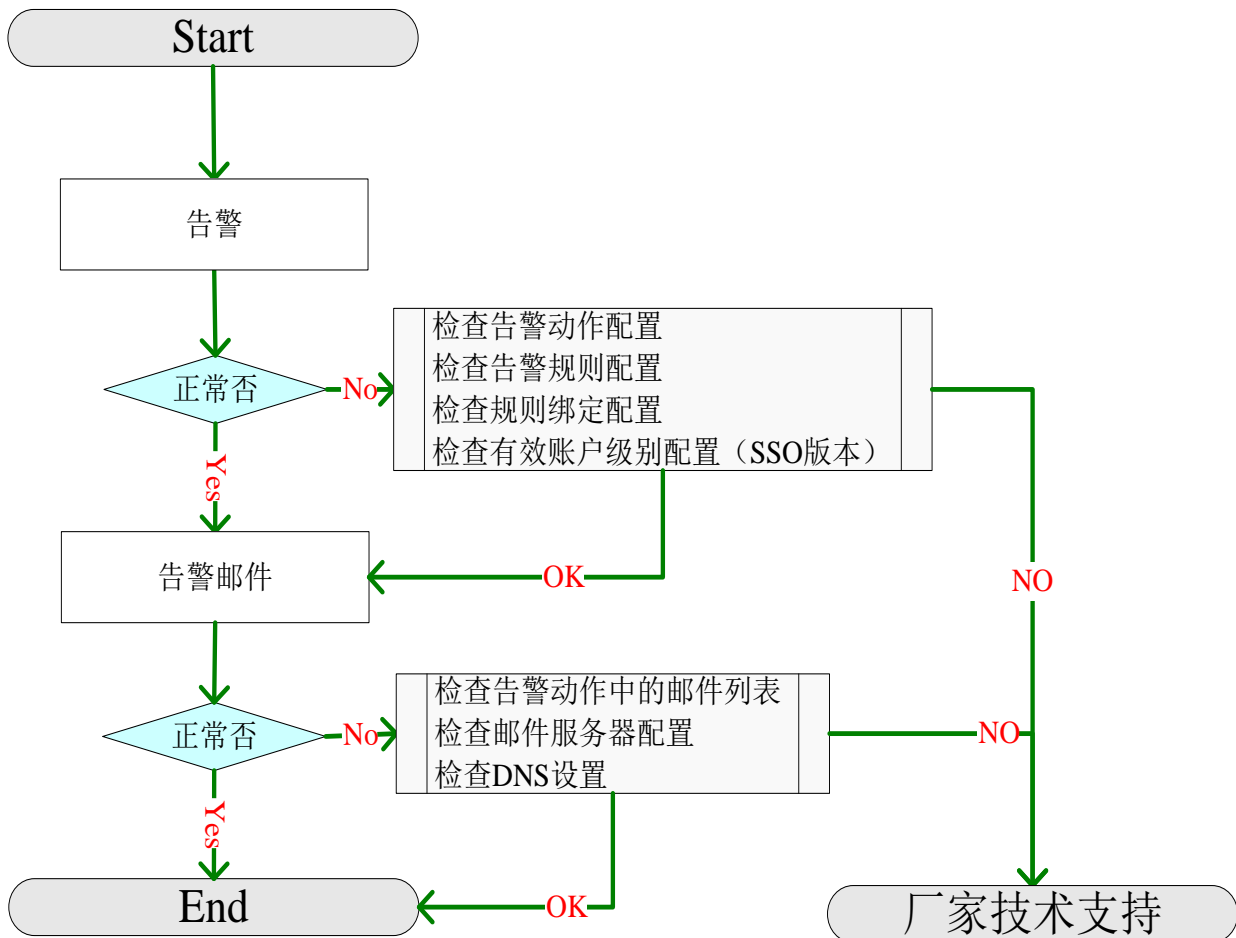 Start
告警
正常否
No
检查告警动作配置
检查告警规则配置
检查规则绑定配置
检查有效账户级别配置（SSO版本）
Yes
告警邮件
OK
NO
正常否
No
检查告警动作中的邮件列表
检查邮件服务器配置
检查DNS设置
NO
Yes
End
OK
厂家技术支持